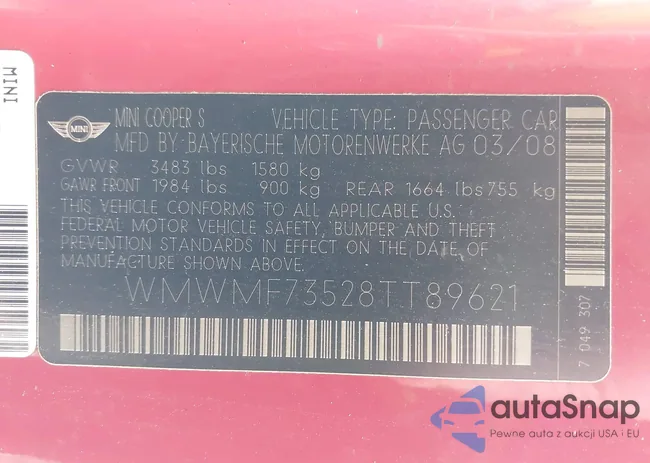 MINI
MINI
MINI COOPER S VEHICLE TYPE: PASSENGER CAR
MFD BY-BAYERISCHE MOTORENWERKE AG 03/08
GVWR 3483 lbs 1580 kg
GAWR FRONT 1984 lbs 900 kg REAR 1664 lbs 755 kg
THIS VEHICLE CONFORMS TO ALL APPLICABLE U.S.
FEDERAL MOTOR VEHICLE SAFETY, BUMPER AND THEFT
PREVENTION STANDARDS IN EFFECT ON THE DATE OF
MANUFACTURE SHOWN ABOVE.
WMWMF73528TT89621
7 049 307
autaSnap
Pewne auta z aukcji USA i EU